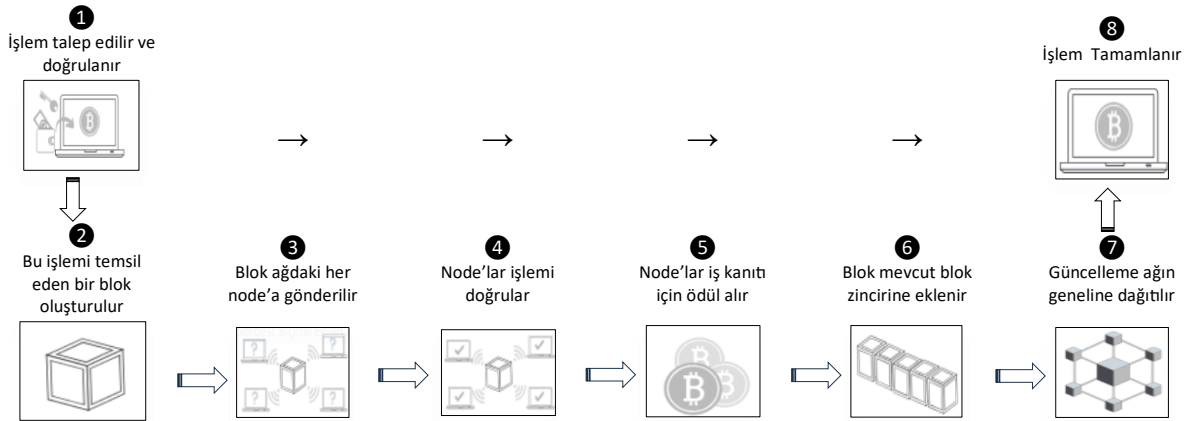 ❶
İşlem talep edilir ve
doğrulanır
❷
Bu işlemi temsil
eden bir blok
oluşturulur
❸
Blok ağdaki her
node’a gönderilir
❹
Node’lar işlemi
doğrular
❺
Node’lar iş kanıtı
için ödül alır
❻
Blok mevcut blok
zincirine eklenir
❼
Güncelleme ağın
geneline dağıtılır
❽
İşlem Tamamlanır